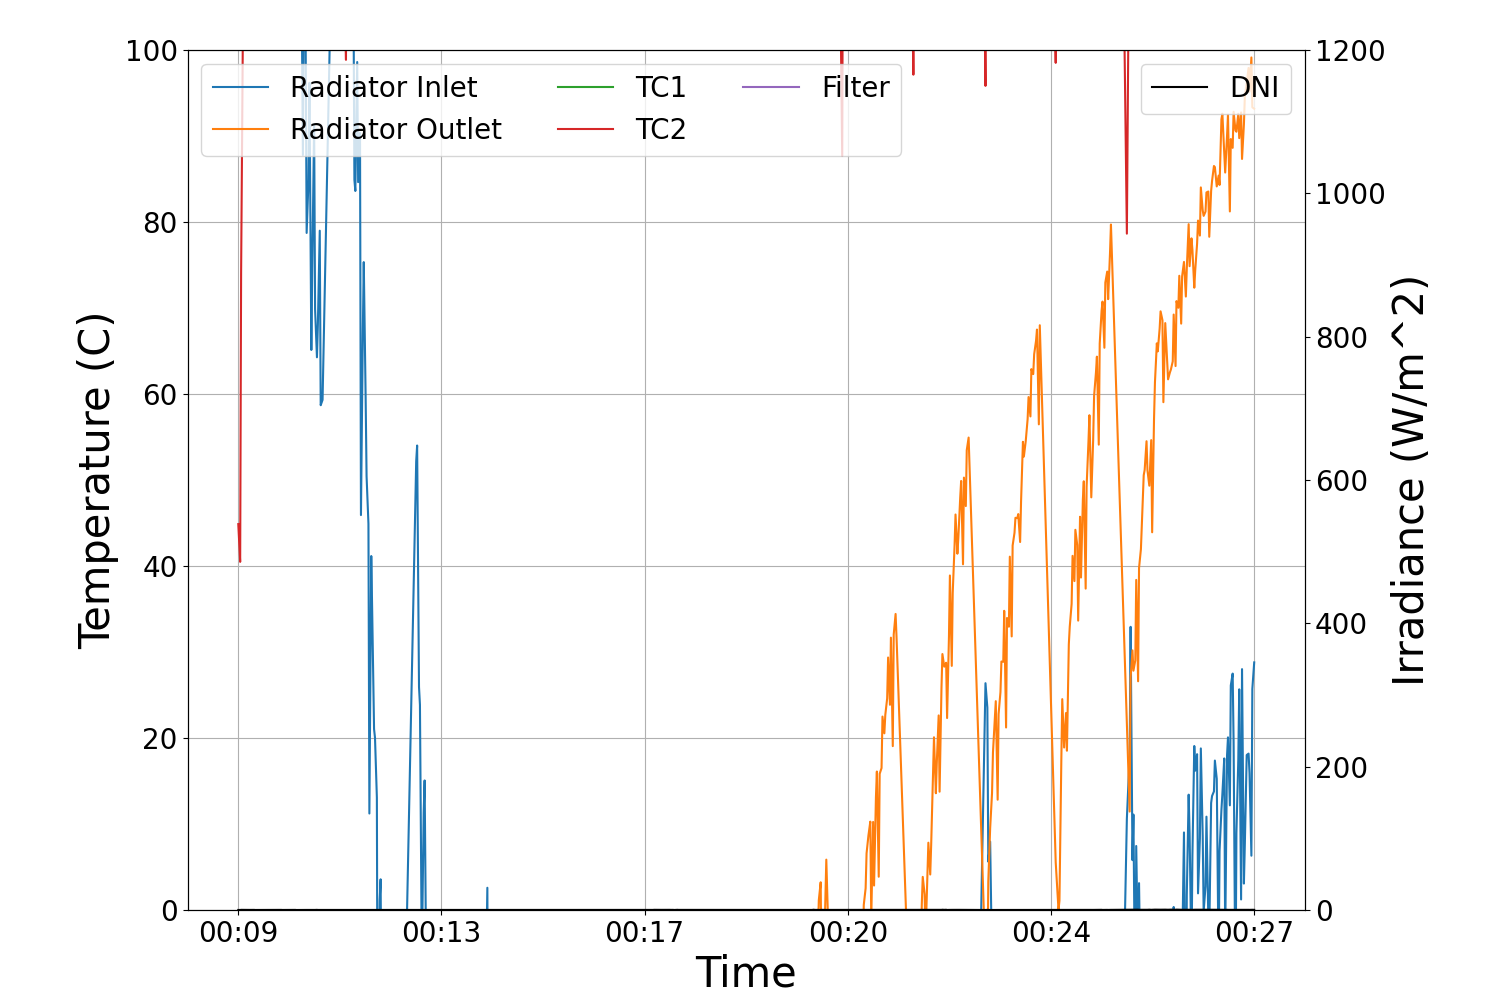 100
80
60
40
20
0
Temperature (C)
Radiator Inlet
Radiator Outlet
TC1
TC2
Filter
DNI
1200
1000
800
600
400
200
0
Irradiance (W/m^2)
00:09 00:13 00:17 00:20 00:24 00:27
Time